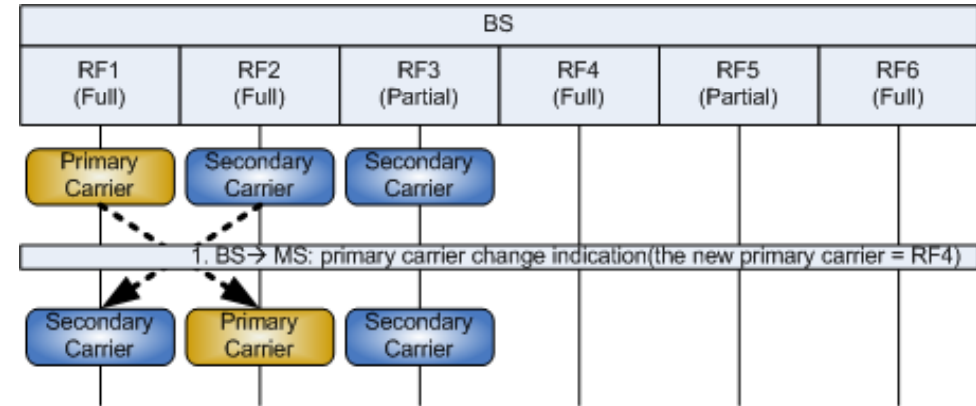 BS
RF1
(Full)
RF2
(Full)
RF3
(Partial)
RF4
(Full)
RF5
(Partial)
RF6
(Full)
Primary
Carrier
Secondary
Carrier
Secondary
Carrier
1. BS→ MS: primary carrier change indication(the new primary carrier = RF4)
Secondary
Carrier
Primary
Carrier
Secondary
Carrier